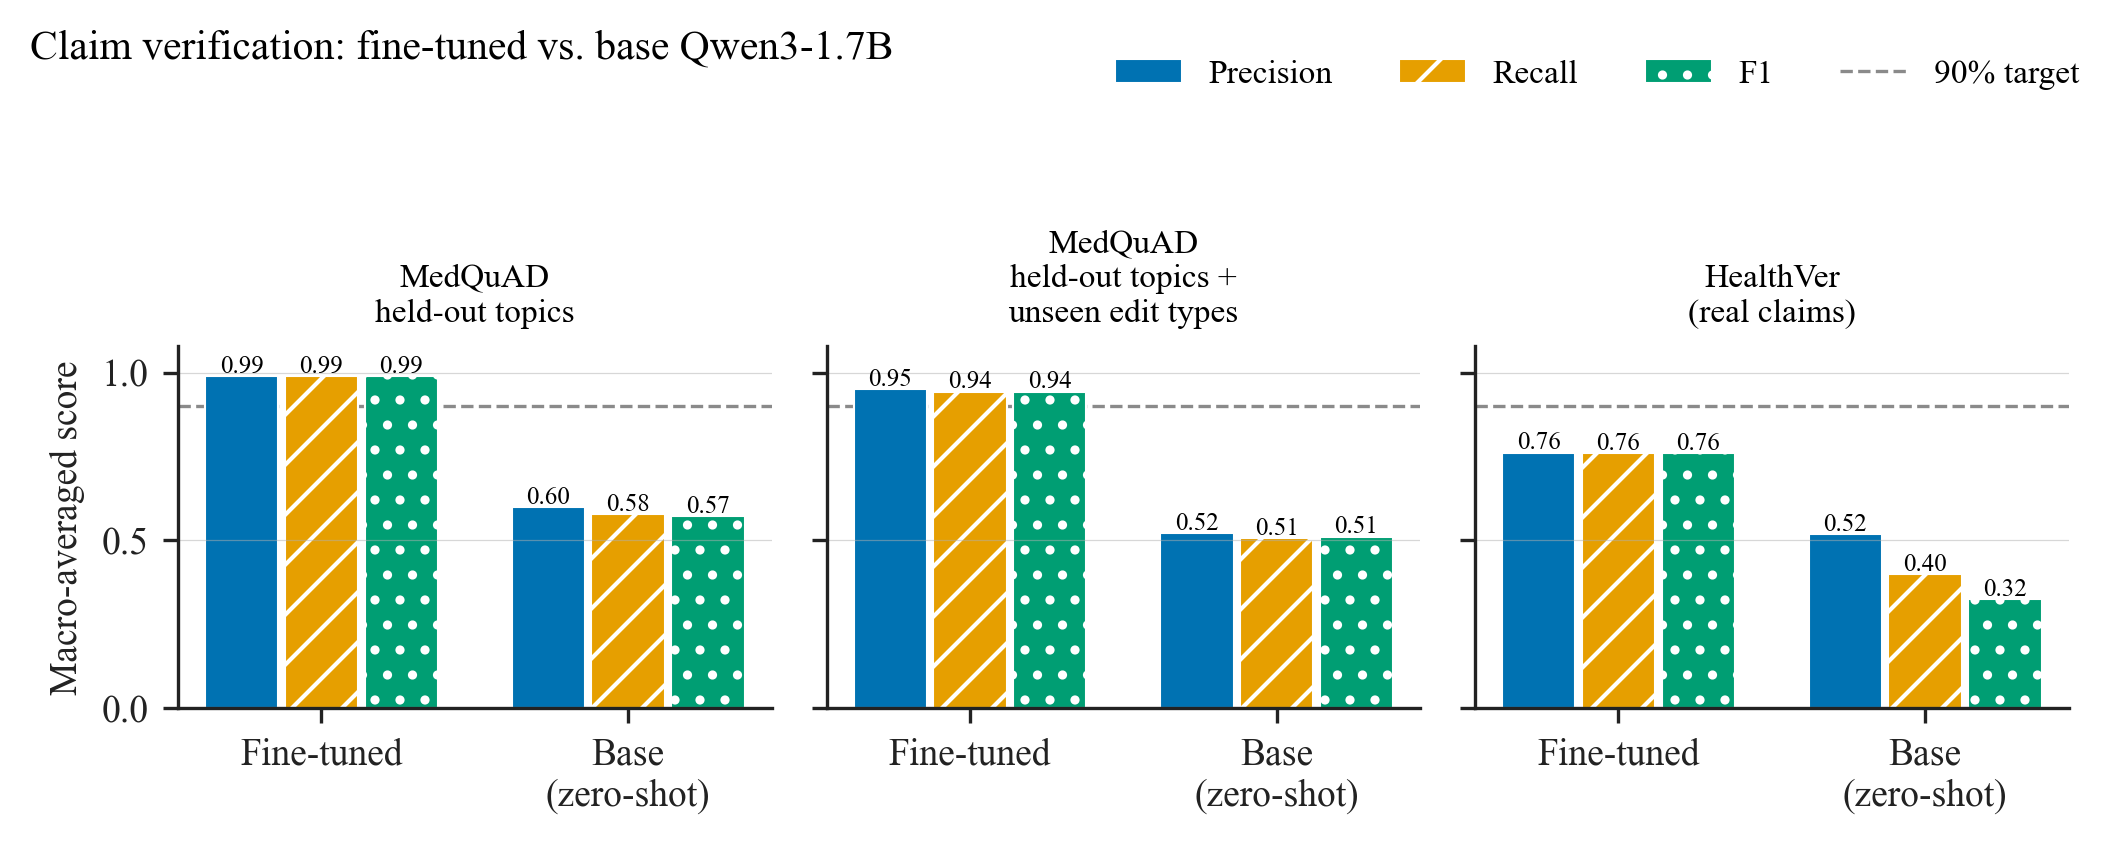 Claim verification: fine-tuned vs. base Qwen3-1.7B
Precision
Recall
F1
90% target
MedQuAD
held-out topics
MedQuAD
held-out topics +
unseen edit types
HealthVer
(real claims)
Macro-averaged score
1.0
0.5
0.0
0.99 0.99 0.99
0.60 0.58 0.57
0.95 0.94 0.94
0.52 0.51 0.51
0.76 0.76 0.76
0.52 0.40 0.32
Fine-tuned
Base
(zero-shot)
Fine-tuned
Base
(zero-shot)
Fine-tuned
Base
(zero-shot)